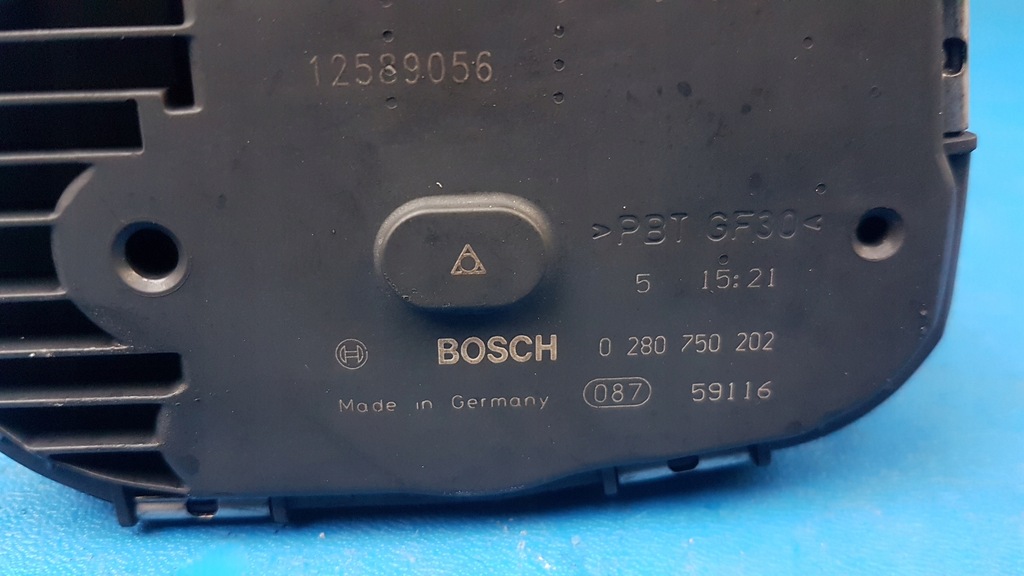 12589056
>PBT GF30<
5 15:21
BOSCH 0 280 750 202
Made in Germany 087 59116